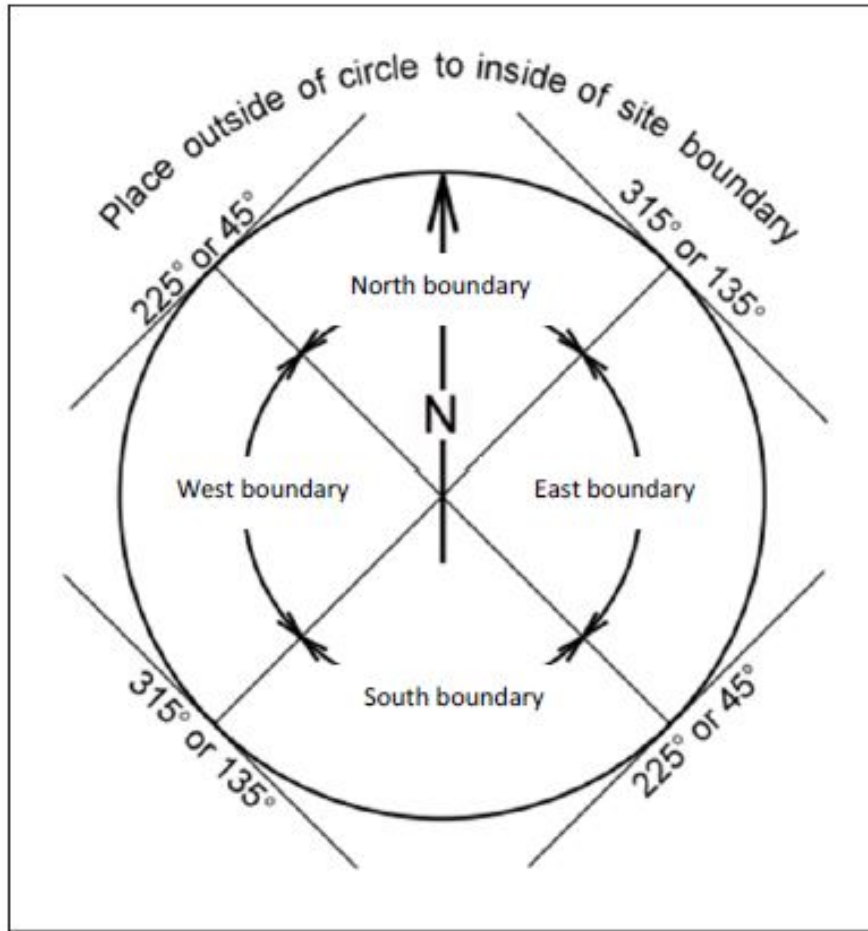 Place outside of circle to inside of site boundary
225° or 45°
315° or 135°
North boundary
N
West boundary
East boundary
South boundary
315° or 135°
225° or 45°